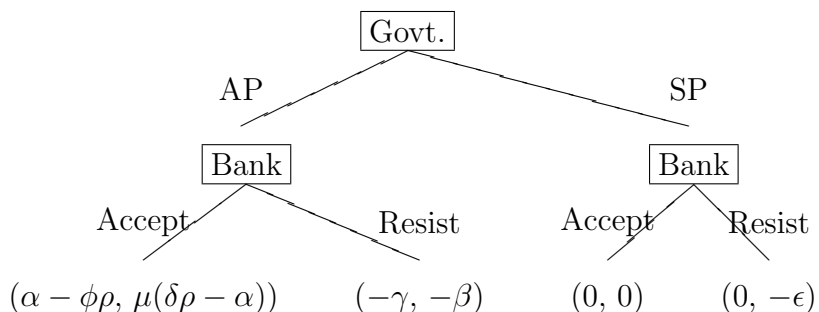 Govt.
AP SP
Bank Bank
Accept Resist Accept Resist
(α − ϕρ, μ(δρ − α)) (−γ, −β) (0, 0) (0, −ϵ)